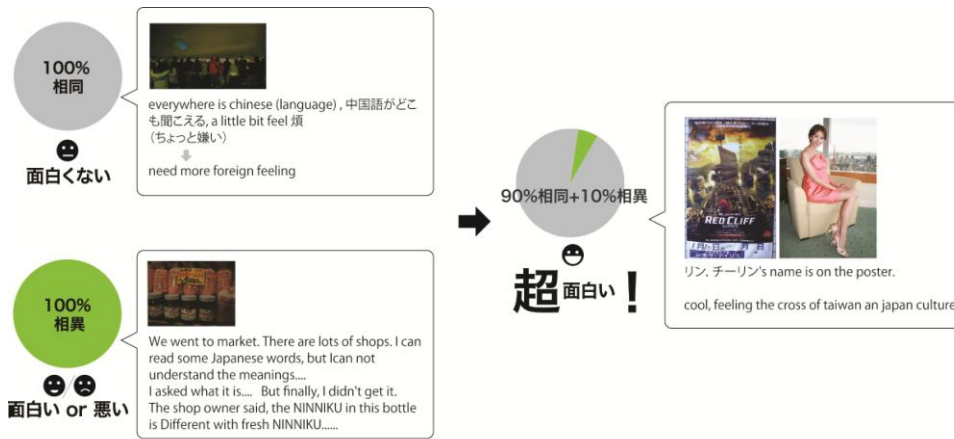 100%
相同
面白くない
everywhere is chinese (language) , 中国語がどこ
も聞こえる, a little bit feel 煩
（ちょっと嫌い）
need more foreign feeling
100%
相異
面白い or 悪い
We went to market. There are lots of shops. I can
read some Japanese words, but Ican not
understand the meanings....
I asked what it is.... But finally, I didn't get it.
The shop owner said, the NINNIKU in this bottle
is Different with fresh NINNIKU......
90%相同+10%相異
超面白い！
RED CLIFF
リン. チーリン's name is on the poster.
cool, feeling the cross of taiwan an japan culture